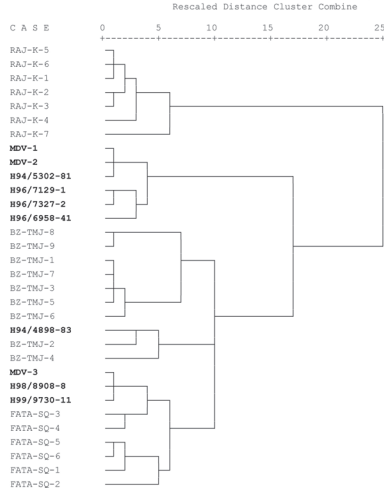 Rescaled Distance Cluster Combine
C A S E 0 5 10 15 20 25
RAJ-K-5
RAJ-K-6
RAJ-K-1
RAJ-K-2
RAJ-K-3
RAJ-K-4
RAJ-K-7
MDV-1
MDV-2
H94/5302-81
H96/7129-1
H96/7327-2
H96/6958-41
BZ-TMJ-8
BZ-TMJ-9
BZ-TMJ-1
BZ-TMJ-7
BZ-TMJ-3
BZ-TMJ-5
BZ-TMJ-6
H94/4898-83
BZ-TMJ-2
BZ-TMJ-4
MDV-3
H98/8908-8
H99/9730-11
FATA-SQ-3
FATA-SQ-4
FATA-SQ-5
FATA-SQ-6
FATA-SQ-1
FATA-SQ-2